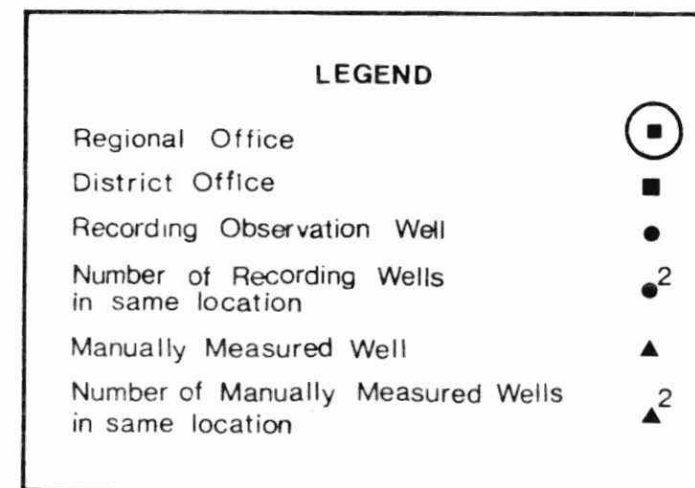 LEGEND
Regional Office
District Office
Recording Observation Well
Number of Recording Wells
in same location
2
Manually Measured Well
Number of Manually Measured Wells
in same location
2